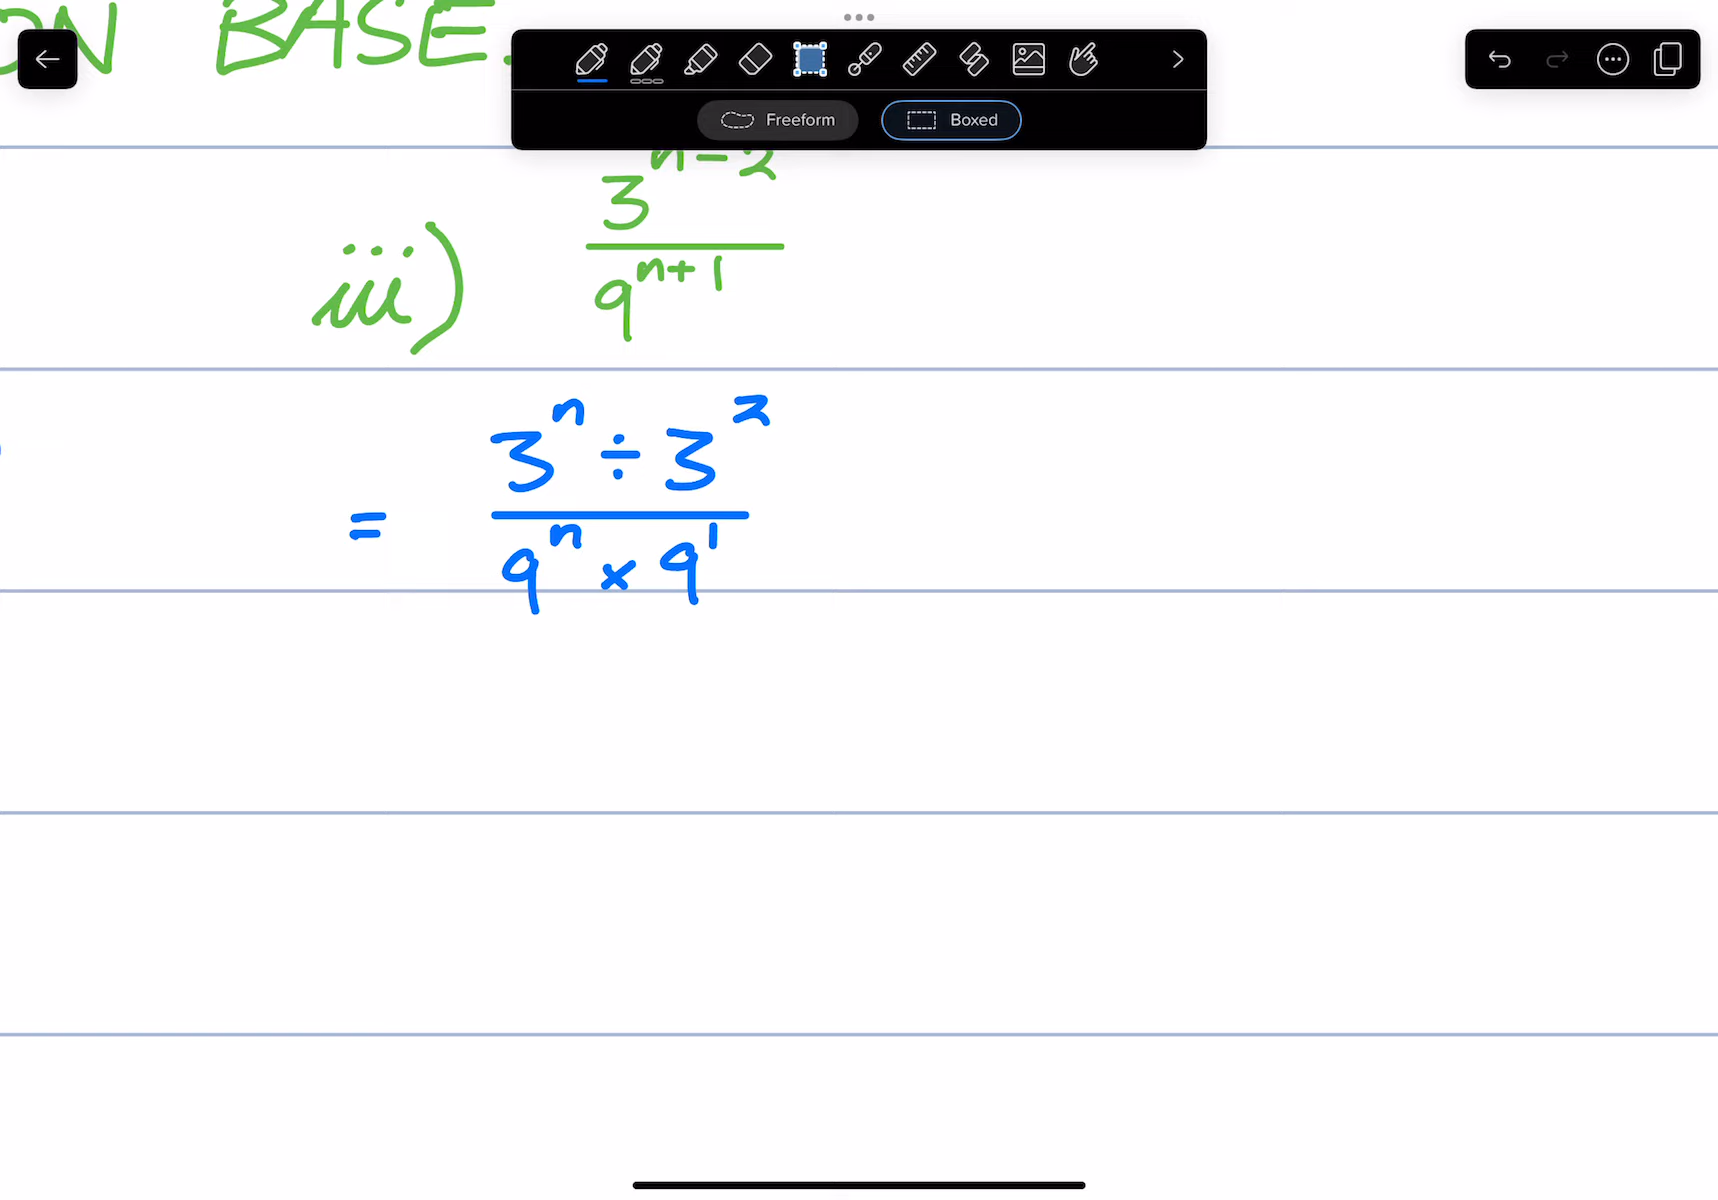 ON BASE.
Freeform Boxed
iii) 3^{n-2}
9^{n+1}
= 3^n ÷ 3^2
9^n × 9^1